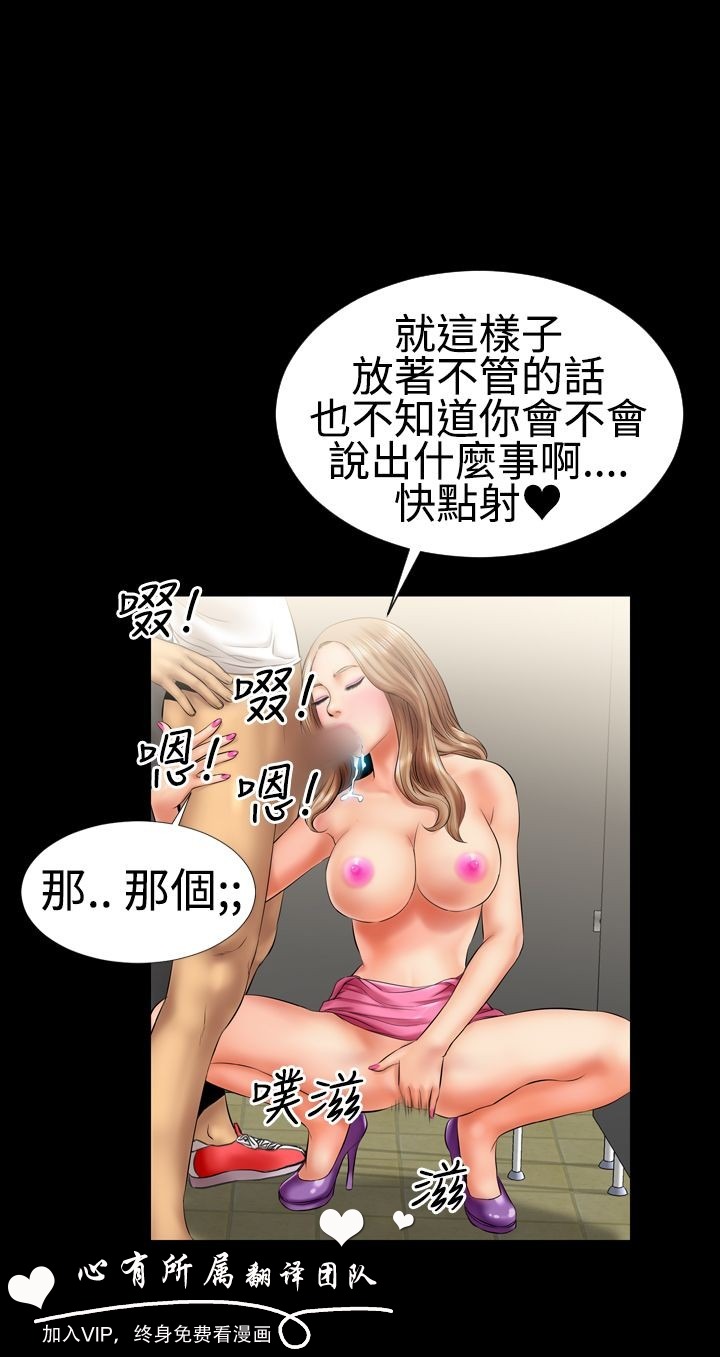 就這樣子
放著不管的話
也不知道你會不會
說出什麼事啊....
快點射♥
啜!
啜!
嗯!
嗯!
那.. 那個;;
噗滋
滋
心有所属翻译团队
加入VIP，终身免费看漫画